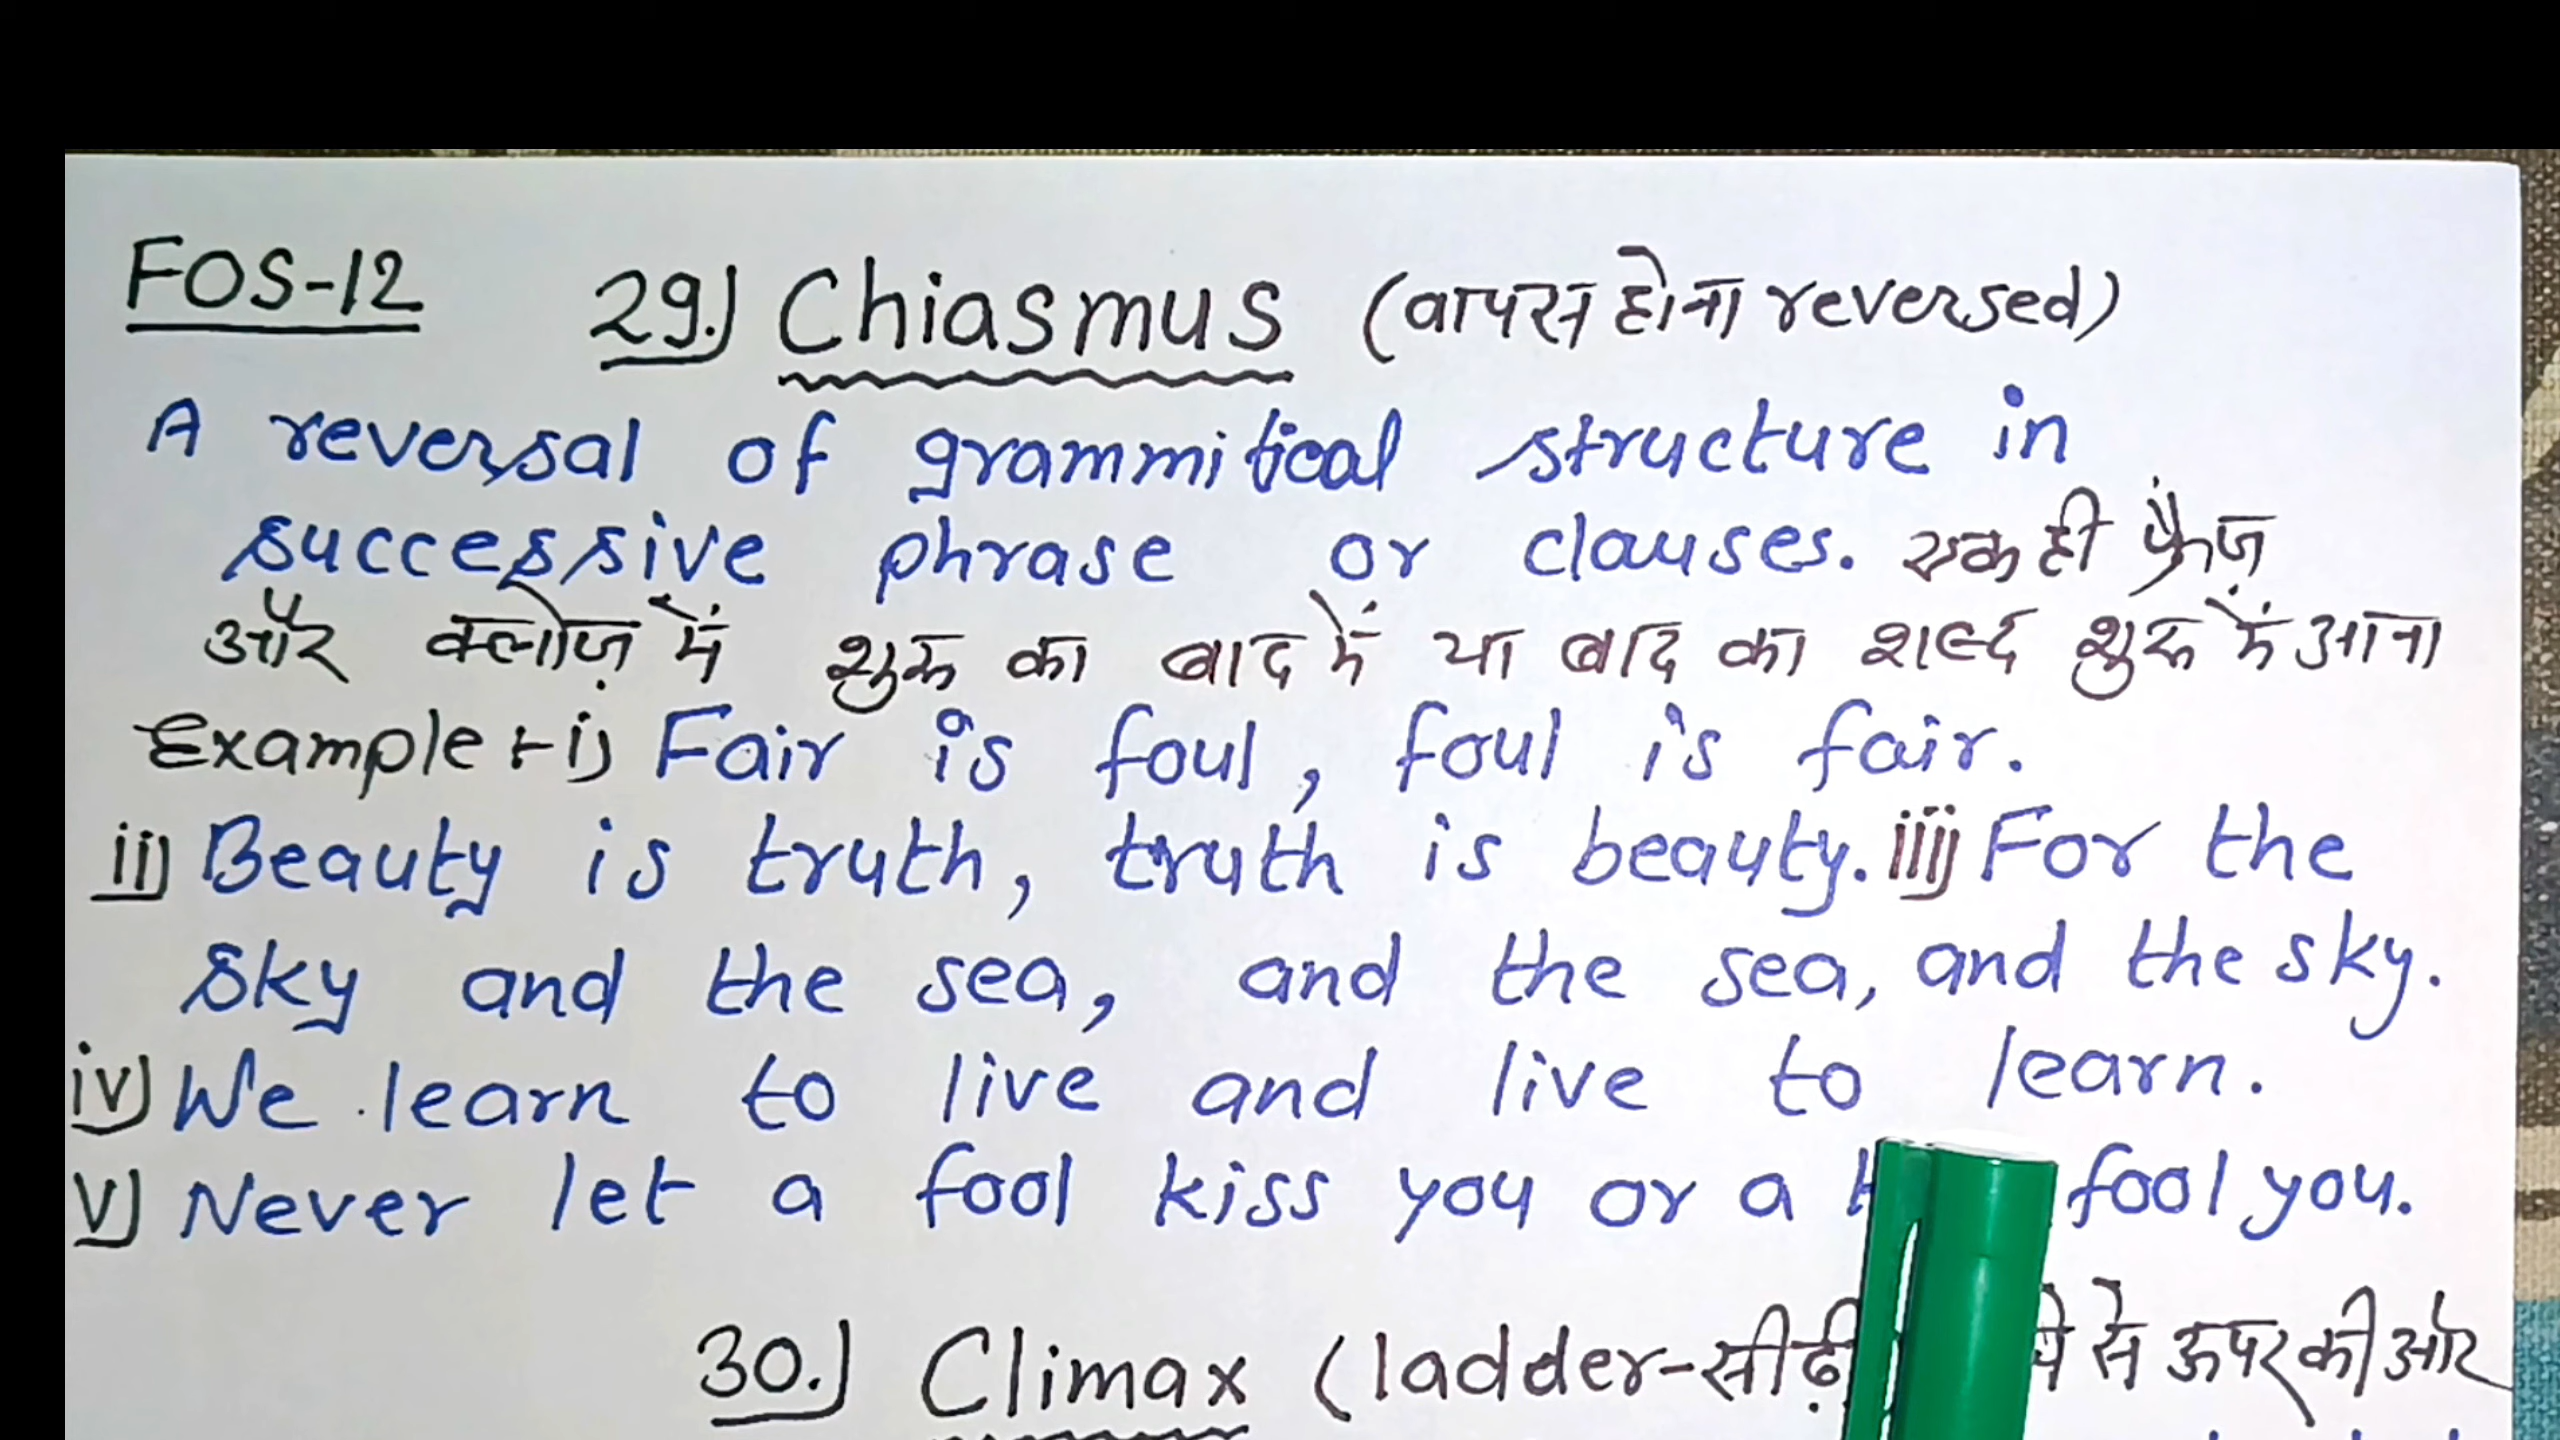 FOS-12 29.) Chiasmus (वापस होना reversed)
A reversal of grammitical structure in
successive phrase or clauses. एक ही फ्रैंज़
और क्लोज़ में शुरू का बाद में या बाद का शब्द शुरू में आना
Example :- i) Fair is foul, foul is fair.
ii) Beauty is truth, truth is beauty. iii) For the
sky and the sea, and the sea, and the sky.
iv) We learn to live and live to learn.
v) Never let a fool kiss you or a fool you.
30.) Climax (ladder-सीढ़ी से ऊपर की ओर